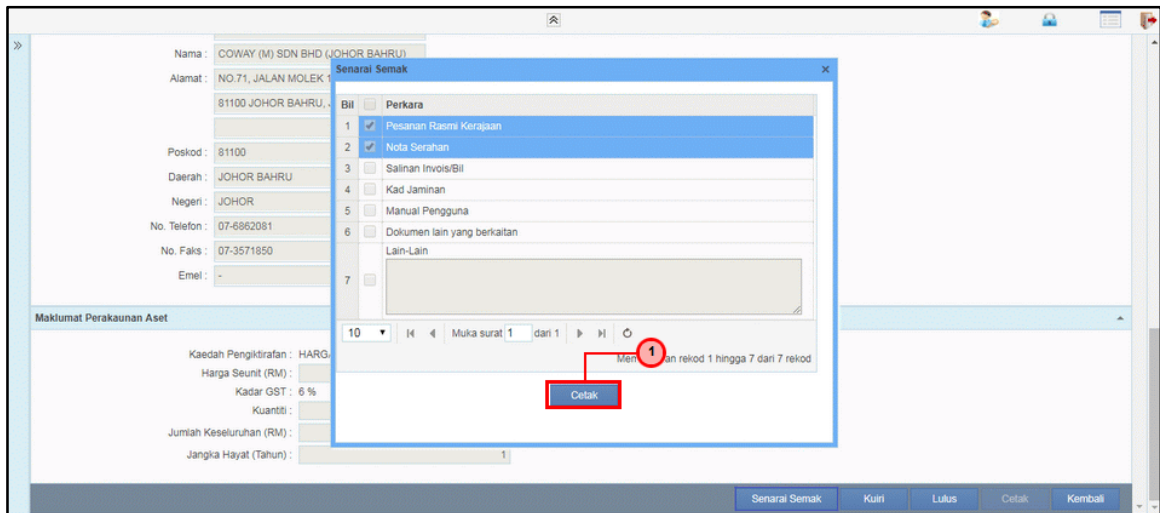 Nama : COWAY (M) SDN BHD (JOHOR BAHRU)
Alamat : NO.71, JALAN MOLEK 1
81100 JOHOR BAHRU,
Poskod : 81100
Daerah : JOHOR BAHRU
Negeri : JOHOR
No. Telefon : 07-6862081
No. Faks : 07-3571850
Emel : -
Senarai Semak
Bil Perkara
1 Pesanan Rasmi Kerajaan
2 Nota Serahan
3 Salinan Invois/Bil
4 Kad Jaminan
5 Manual Pengguna
6 Dokumen lain yang berkaitan
Lain-Lain
7
10 Muka surat 1 dari 1
1
an rekod 1 hingga 7 dari 7 rekod
Cetak
Maklumat Perakaunan Aset
Kaedah Pengiktirafan : HARG
Harga Seunit (RM) :
Kadar GST : 6 %
Kuantiti :
Jumlah Keseluruhan (RM) :
Jangka Hayat (Tahun) : 1
Senarai Semak Kuiri Lulus Cetak Kembali